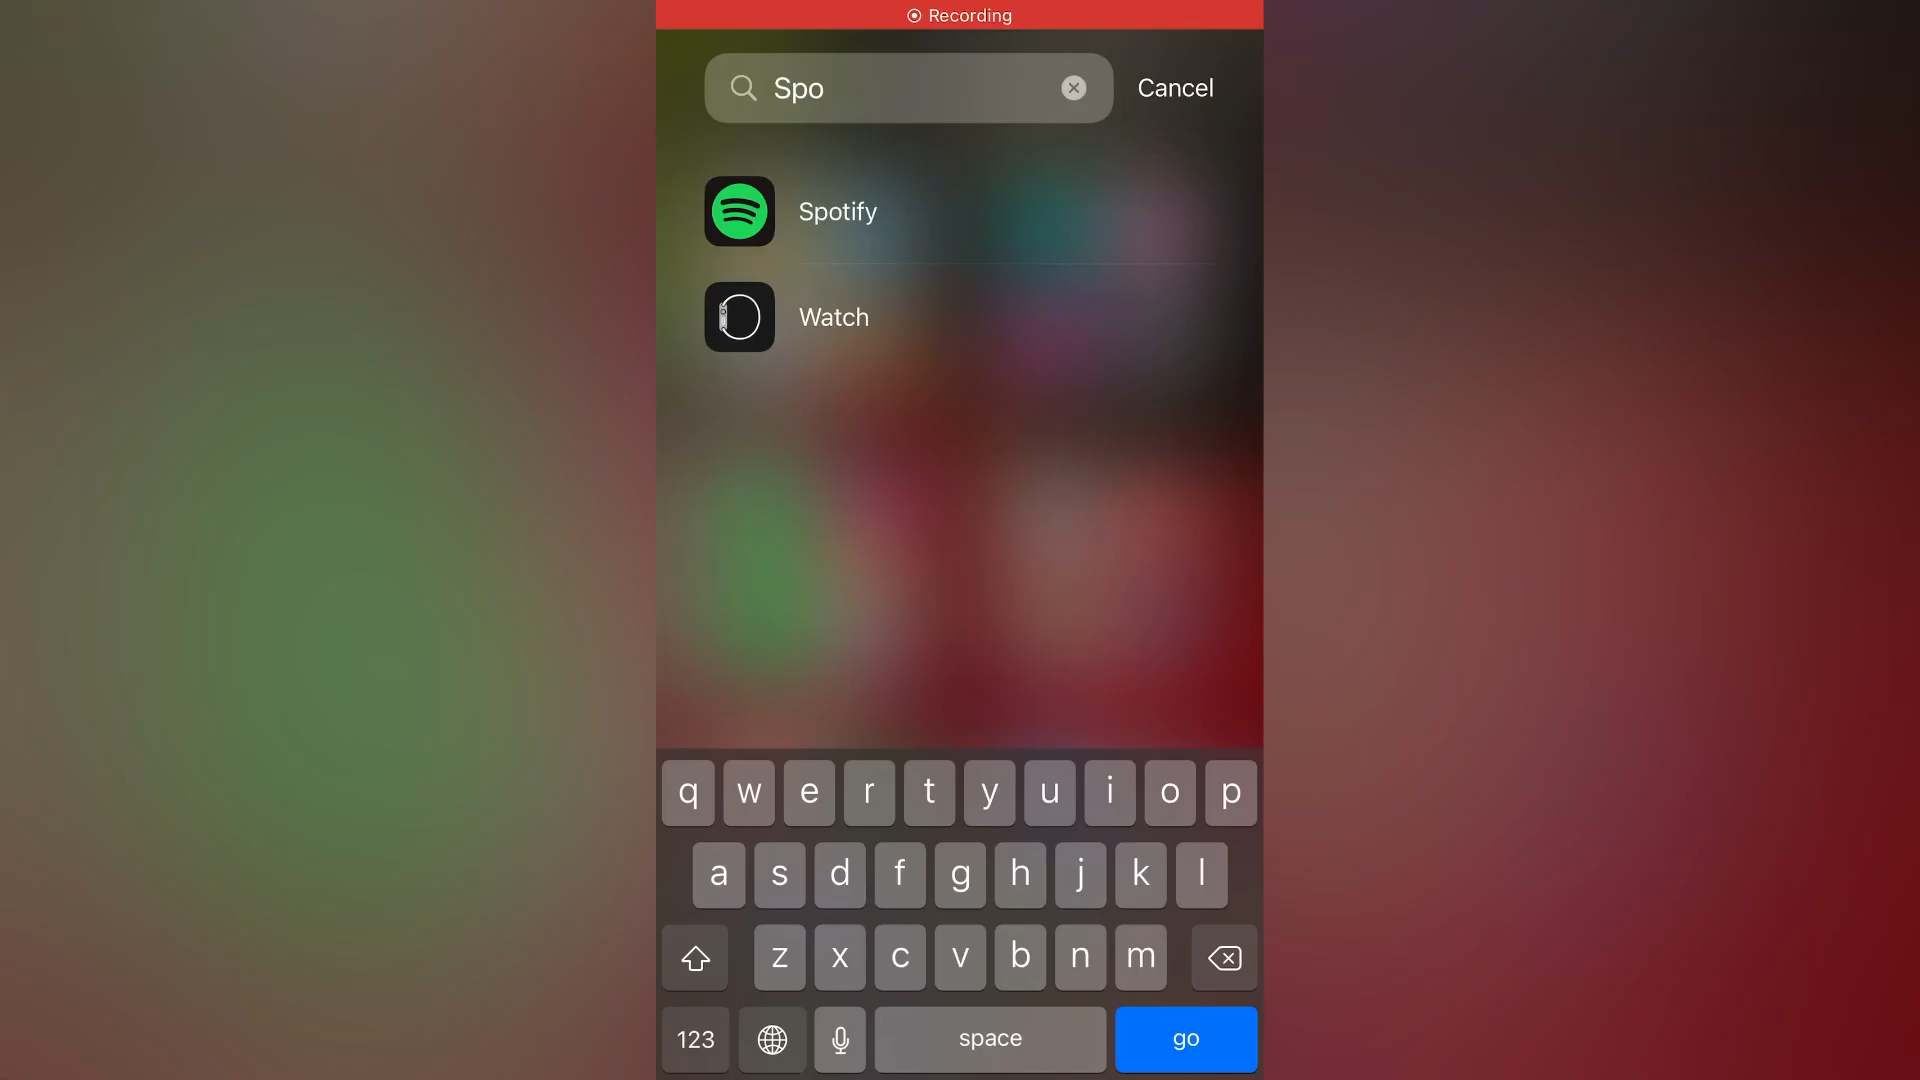 Recording
Spo
Cancel
Spotify
Watch
q w e r t y u i o p
a s d f g h j k l
z x c v b n m
123 space go